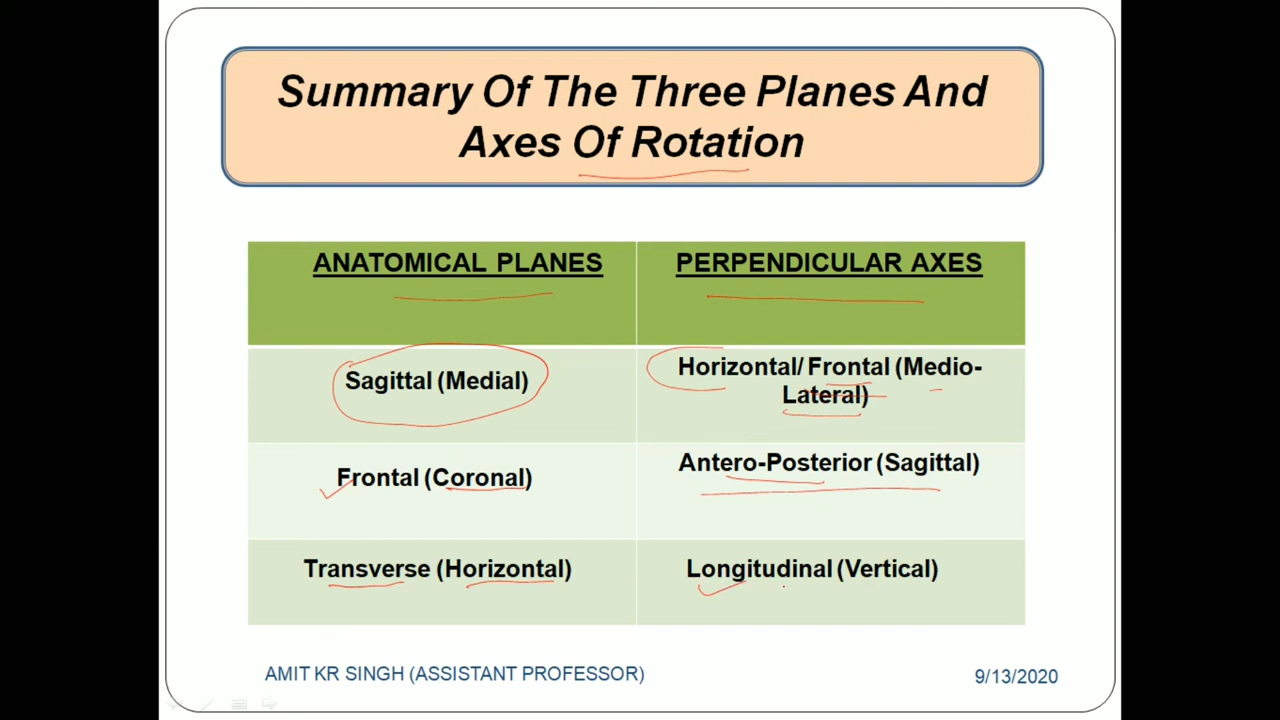 Summary Of The Three Planes And
Axes Of Rotation
ANATOMICAL PLANES
PERPENDICULAR AXES
Sagittal (Medial)
Horizontal/ Frontal (Medio-
Lateral)
Frontal (Coronal)
Antero-Posterior (Sagittal)
Transverse (Horizontal)
Longitudinal (Vertical)
AMIT KR SINGH (ASSISTANT PROFESSOR)
9/13/2020